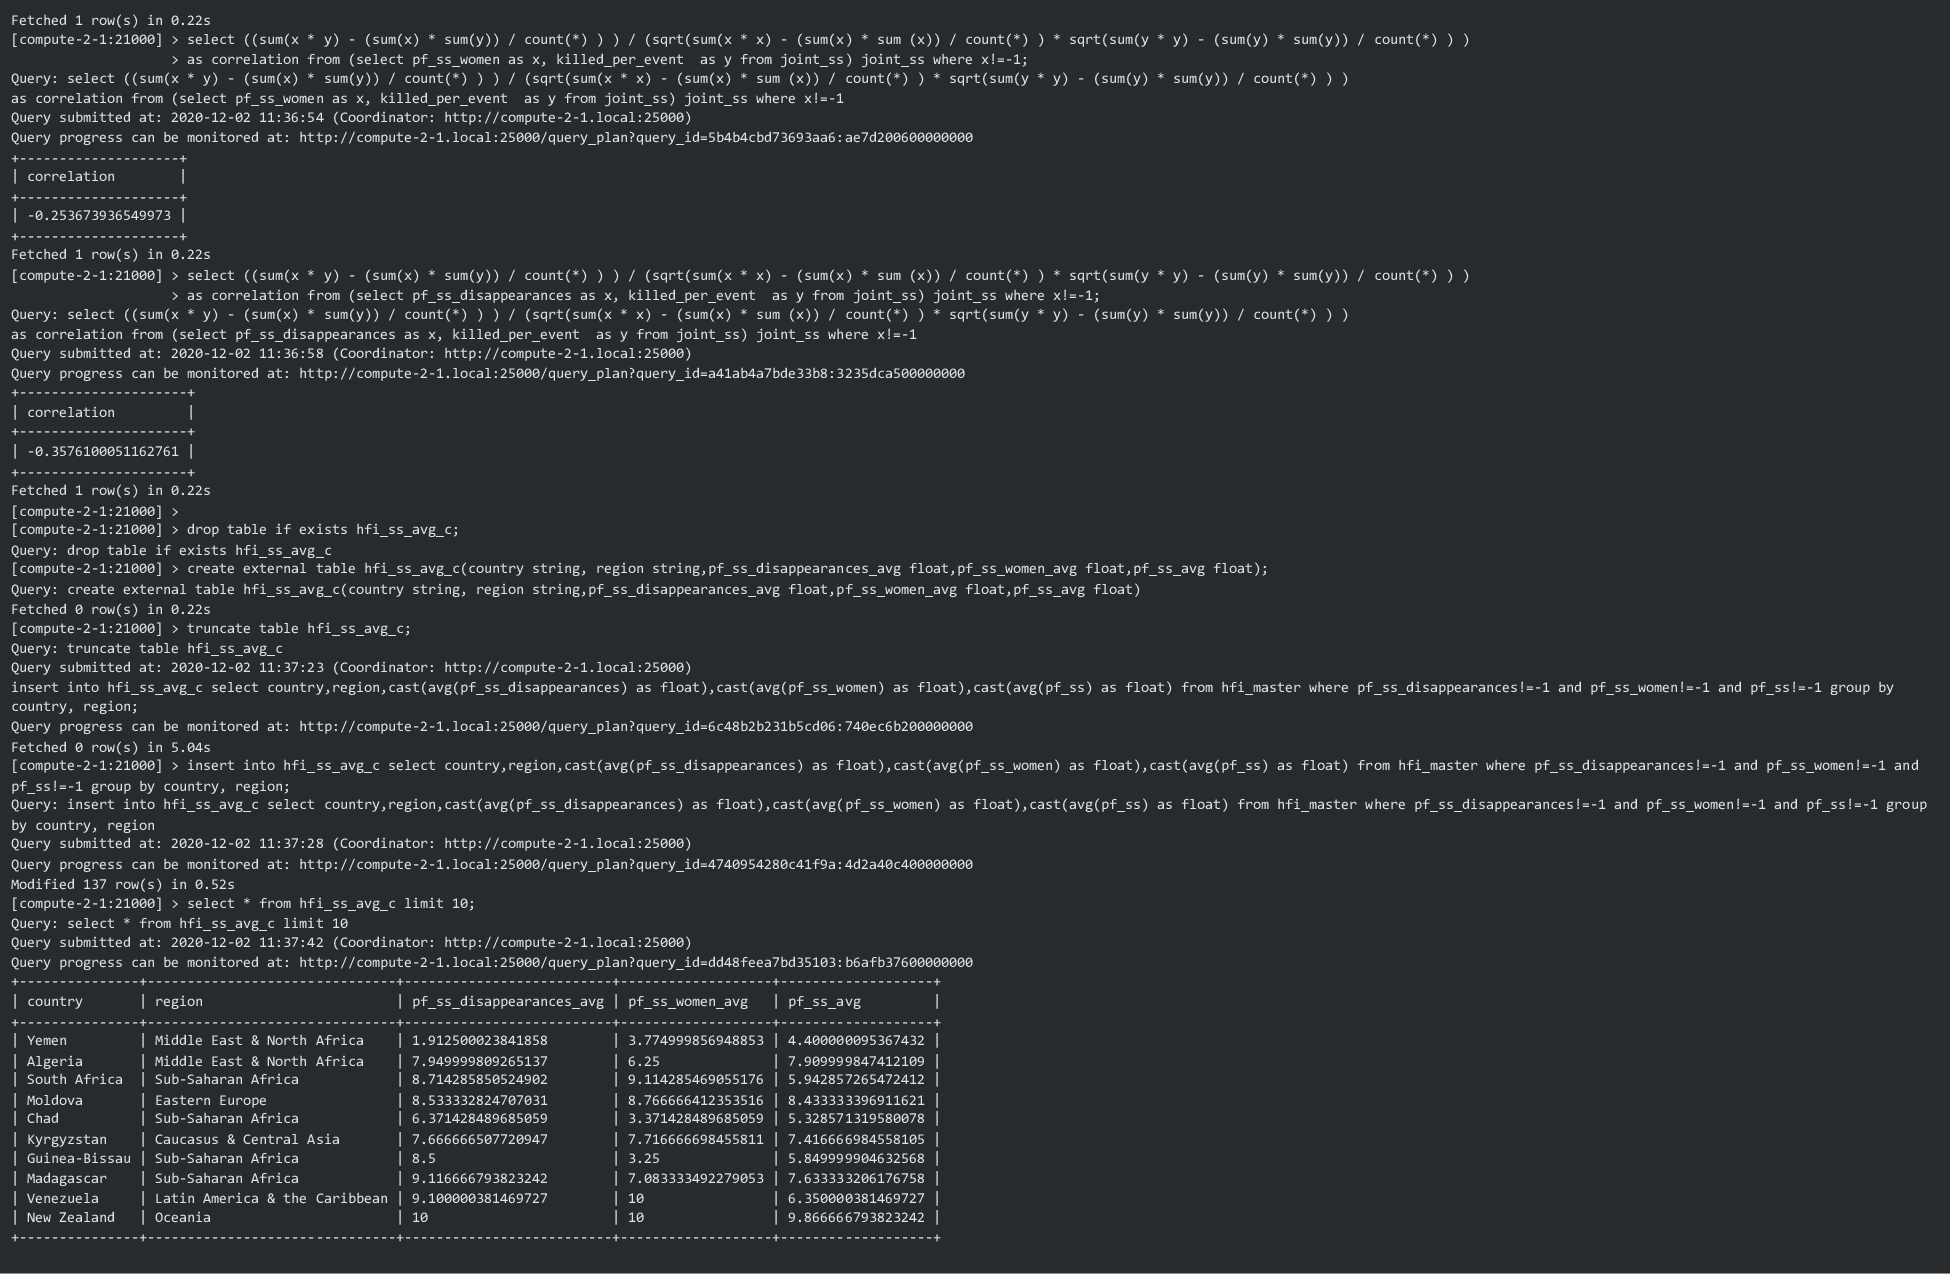 Fetched 1 row(s) in 0.22s
[compute-2-1:21000] > select ((sum(x * y) - (sum(x) * sum(y)) / count(*) ) ) / (sqrt(sum(x * x) - (sum(x) * sum (x)) / count(*) ) * sqrt(sum(y * y) - (sum(y) * sum(y)) / count(*) ) )
                    > as correlation from (select pf_ss_women as x, killed_per_event  as y from joint_ss) joint_ss where x!=-1;
Query: select ((sum(x * y) - (sum(x) * sum(y)) / count(*) ) ) / (sqrt(sum(x * x) - (sum(x) * sum (x)) / count(*) ) * sqrt(sum(y * y) - (sum(y) * sum(y)) / count(*) ) )
as correlation from (select pf_ss_women as x, killed_per_event  as y from joint_ss) joint_ss where x!=-1
Query submitted at: 2020-12-02 11:36:54 (Coordinator: http://compute-2-1.local:25000)
Query progress can be monitored at: http://compute-2-1.local:25000/query_plan?query_id=5b4b4cbd73693aa6:ae7d200600000000
+--------------------+
| correlation        |
+--------------------+
| -0.253673936549973 |
+--------------------+
Fetched 1 row(s) in 0.22s
[compute-2-1:21000] > select ((sum(x * y) - (sum(x) * sum(y)) / count(*) ) ) / (sqrt(sum(x * x) - (sum(x) * sum (x)) / count(*) ) * sqrt(sum(y * y) - (sum(y) * sum(y)) / count(*) ) )
                    > as correlation from (select pf_ss_disappearances as x, killed_per_event  as y from joint_ss) joint_ss where x!=-1;
Query: select ((sum(x * y) - (sum(x) * sum(y)) / count(*) ) ) / (sqrt(sum(x * x) - (sum(x) * sum (x)) / count(*) ) * sqrt(sum(y * y) - (sum(y) * sum(y)) / count(*) ) )
as correlation from (select pf_ss_disappearances as x, killed_per_event  as y from joint_ss) joint_ss where x!=-1
Query submitted at: 2020-12-02 11:36:58 (Coordinator: http://compute-2-1.local:25000)
Query progress can be monitored at: http://compute-2-1.local:25000/query_plan?query_id=a41ab4a7bde33b8:3235dca500000000
+---------------------+
| correlation         |
+---------------------+
| -0.3576100051162761 |
+---------------------+
Fetched 1 row(s) in 0.22s
[compute-2-1:21000] >
[compute-2-1:21000] > drop table if exists hfi_ss_avg_c;
Query: drop table if exists hfi_ss_avg_c
[compute-2-1:21000] > create external table hfi_ss_avg_c(country string, region string,pf_ss_disappearances_avg float,pf_ss_women_avg float,pf_ss_avg float);
Query: create external table hfi_ss_avg_c(country string, region string,pf_ss_disappearances_avg float,pf_ss_women_avg float,pf_ss_avg float)
Fetched 0 row(s) in 0.22s
[compute-2-1:21000] > truncate table hfi_ss_avg_c;
Query: truncate table hfi_ss_avg_c
Query submitted at: 2020-12-02 11:37:23 (Coordinator: http://compute-2-1.local:25000)
insert into hfi_ss_avg_c select country,region,cast(avg(pf_ss_disappearances) as float),cast(avg(pf_ss_women) as float),cast(avg(pf_ss) as float) from hfi_master where pf_ss_disappearances!=-1 and pf_ss_women!=-1 and pf_ss!=-1 group by
country, region;
Query progress can be monitored at: http://compute-2-1.local:25000/query_plan?query_id=6c48b2b231b5cd06:740ec6b200000000
Fetched 0 row(s) in 5.04s
[compute-2-1:21000] > insert into hfi_ss_avg_c select country,region,cast(avg(pf_ss_disappearances) as float),cast(avg(pf_ss_women) as float),cast(avg(pf_ss) as float) from hfi_master where pf_ss_disappearances!=-1 and pf_ss_women!=-1 and
pf_ss!=-1 group by country, region;
Query: insert into hfi_ss_avg_c select country,region,cast(avg(pf_ss_disappearances) as float),cast(avg(pf_ss_women) as float),cast(avg(pf_ss) as float) from hfi_master where pf_ss_disappearances!=-1 and pf_ss_women!=-1 and pf_ss!=-1 group
by country, region
Query submitted at: 2020-12-02 11:37:28 (Coordinator: http://compute-2-1.local:25000)
Query progress can be monitored at: http://compute-2-1.local:25000/query_plan?query_id=4740954280c41f9a:4d2a40c400000000
Modified 137 row(s) in 0.52s
[compute-2-1:21000] > select * from hfi_ss_avg_c limit 10;
Query: select * from hfi_ss_avg_c limit 10
Query submitted at: 2020-12-02 11:37:42 (Coordinator: http://compute-2-1.local:25000)
Query progress can be monitored at: http://compute-2-1.local:25000/query_plan?query_id=dd48feea7bd35103:b6afb37600000000
+---------------+-------------------------------+--------------------------+-------------------+-------------------+
| country       | region                        | pf_ss_disappearances_avg | pf_ss_women_avg   | pf_ss_avg         |
+---------------+-------------------------------+--------------------------+-------------------+-------------------+
| Yemen         | Middle East & North Africa    | 1.912500023841858        | 3.774999856948853 | 4.400000095367432 |
| Algeria       | Middle East & North Africa    | 7.949999809265137        | 6.25              | 7.909999847412109 |
| South Africa  | Sub-Saharan Africa            | 8.714285850524902        | 9.114285469055176 | 5.942857265472412 |
| Moldova       | Eastern Europe                | 8.533332824707031        | 8.766666412353516 | 8.433333396911621 |
| Chad          | Sub-Saharan Africa            | 6.371428489685059        | 3.371428489685059 | 5.328571319580078 |
| Kyrgyzstan    | Caucasus & Central Asia       | 7.666666507720947        | 7.716666698455811 | 7.416666984558105 |
| Guinea-Bissau | Sub-Saharan Africa            | 8.5                      | 3.25              | 5.849999904632568 |
| Madagascar    | Sub-Saharan Africa            | 9.116666793823242        | 7.083333492279053 | 7.633333206176758 |
| Venezuela     | Latin America & the Caribbean | 9.100000381469727        | 10                | 6.350000381469727 |
| New Zealand   | Oceania                       | 10                       | 10                | 9.866666793823242 |
+---------------+-------------------------------+--------------------------+-------------------+-------------------+